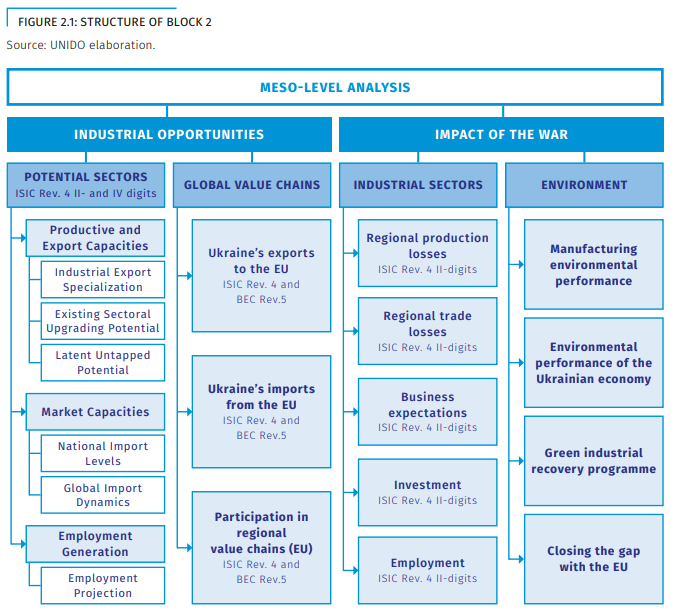 FIGURE 2.1: STRUCTURE OF BLOCK 2
Source: UNIDO elaboration.
MESO-LEVEL ANALYSIS
INDUSTRIAL OPPORTUNITIES
IMPACT OF THE WAR
POTENTIAL SECTORS
ISIC Rev. 4 II- and IV digits
GLOBAL VALUE CHAINS
INDUSTRIAL SECTORS
ENVIRONMENT
Productive and
Export Capacities
Industrial Export
Specialization
Existing Sectoral
Upgrading Potential
Latent Untapped
Potential
Market Capacities
National Import
Levels
Global Import
Dynamics
Employment
Generation
Employment
Projection
Ukraine's exports
to the EU
ISIC Rev. 4 and
BEC Rev.5
Ukraine's imports
from the EU
ISIC Rev. 4 and
BEC Rev.5
Participation in
regional
value chains (EU)
ISIC Rev. 4 and
BEC Rev.5
Regional production
losses
ISIC Rev. 4 II-digits
Regional trade
losses
ISIC Rev. 4 II-digits
Business
expectations
ISIC Rev. 4 II-digits
Investment
ISIC Rev. 4 II-digits
Employment
ISIC Rev. 4 II-digits
Manufacturing
environmental
performance
Environmental
performance of the
Ukrainian economy
Green industrial
recovery programme
Closing the gap
with the EU